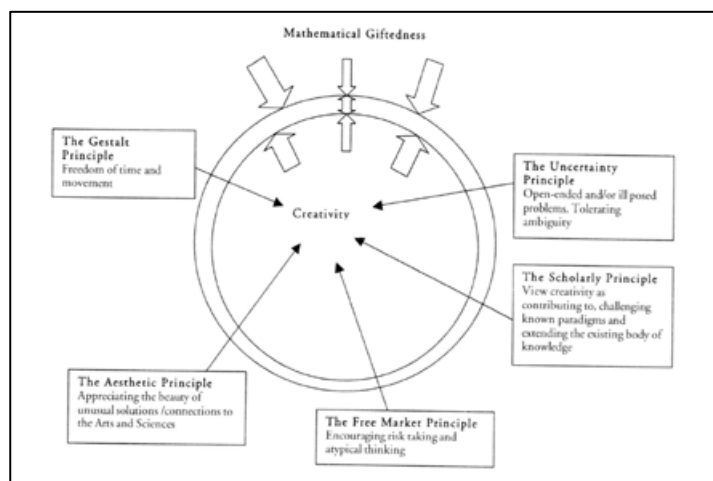 Mathematical Giftedness
The Gestalt
Principle
Freedom of time and
movement
Creativity
The Uncertainty
Principle
Open-ended and/or ill posed
problems. Tolerating
ambiguity
The Scholarly Principle
View creativity as
contributing to, challenging
known paradigms and
extending the existing body of
knowledge
The Aesthetic Principle
Appreciating the beauty of
unusual solutions /connections to
the Arts and Sciences
The Free Market Principle
Encouraging risk taking and
atypical thinking